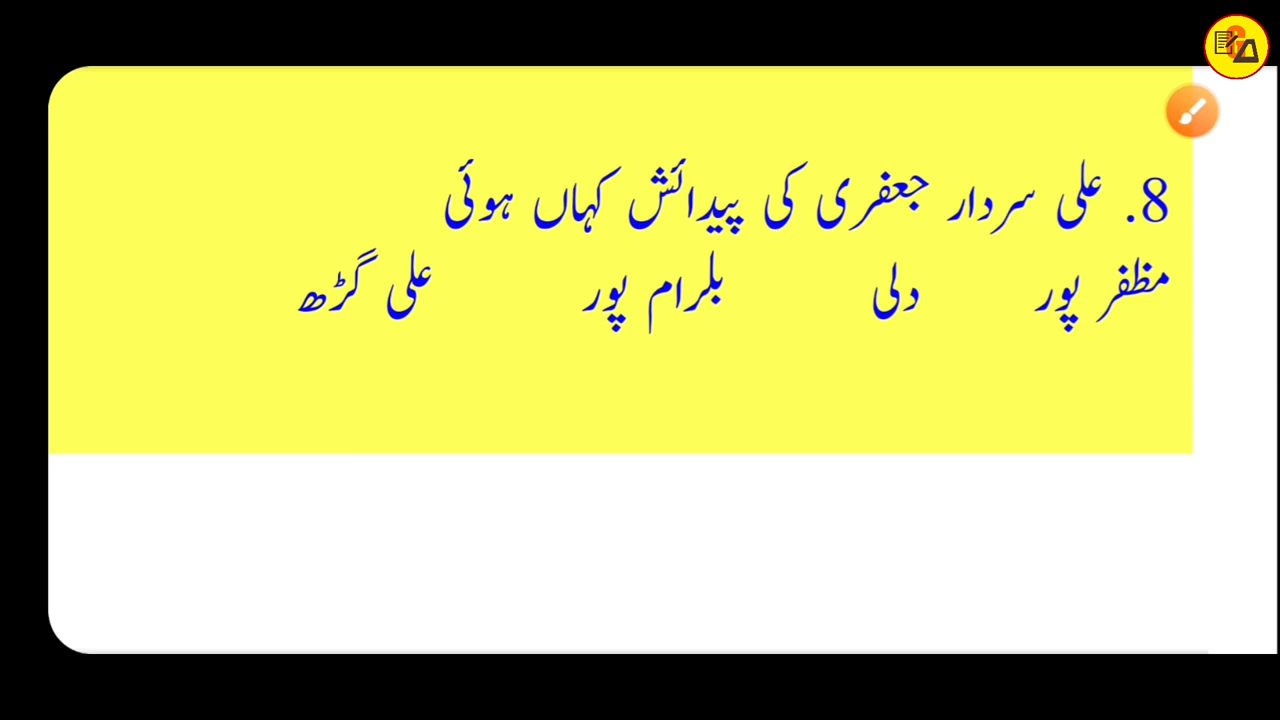 8. علی سردار جعفری کی پیدائش کہاں ہوئی
مظفر پور دلی بلرام پور علی گڑھ